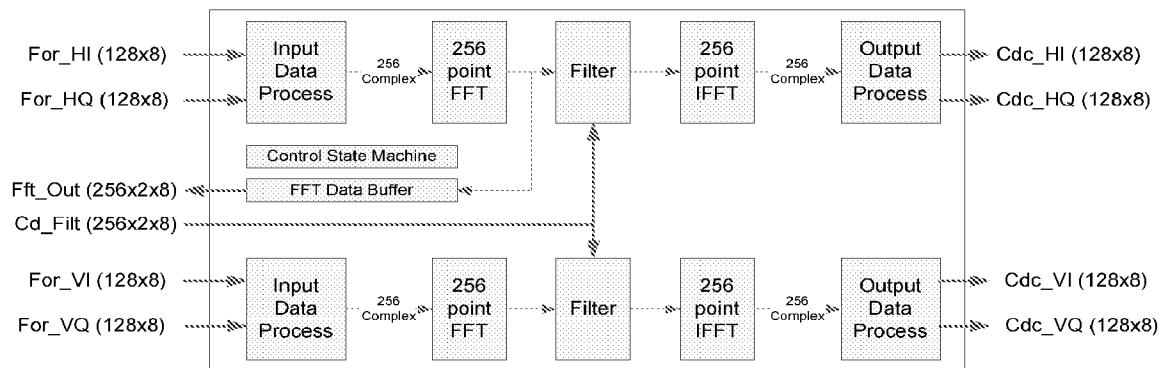 For_HI (128x8)
For_HQ (128x8)
Input
Data
Process
256
Complex
256
point
FFT
Filter
256
point
IFFT
256
Complex
Output
Data
Process
Cdc_HI (128x8)
Cdc_HQ (128x8)
Control State Machine
Fft_Out (256x2x8)
FFT Data Buffer
Cd_Filt (256x2x8)
For_VI (128x8)
For_VQ (128x8)
Input
Data
Process
256
Complex
256
point
FFT
Filter
256
point
IFFT
256
Complex
Output
Data
Process
Cdc_VI (128x8)
Cdc_VQ (128x8)